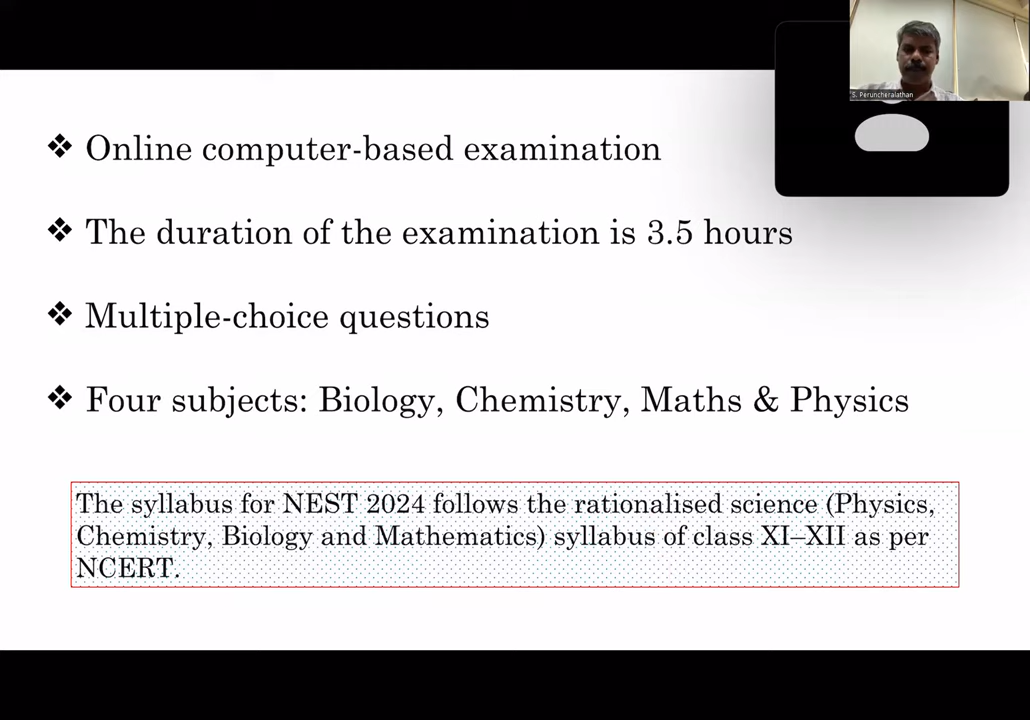 S. Peruncheralathan
❖ Online computer-based examination
❖ The duration of the examination is 3.5 hours
❖ Multiple-choice questions
❖ Four subjects: Biology, Chemistry, Maths & Physics
The syllabus for NEST 2024 follows the rationalised science (Physics,
Chemistry, Biology and Mathematics) syllabus of class XI–XII as per
NCERT.